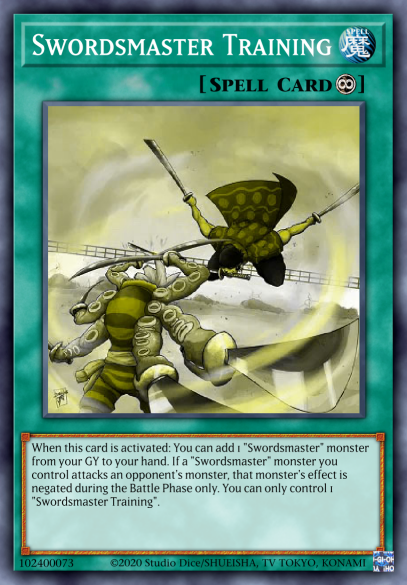 Swordsmaster Training
SPELL
魔
[Spell Card]
When this card is activated: You can add 1 "Swordsmaster" monster
from your GY to your hand. If a "Swordsmaster" monster you
control attacks an opponent's monster, that monster's effect is
negated during the Battle Phase only. You can only control 1
"Swordsmaster Training".
102400073
©2020 Studio Dice/SHUEISHA, TV TOKYO, KONAMI